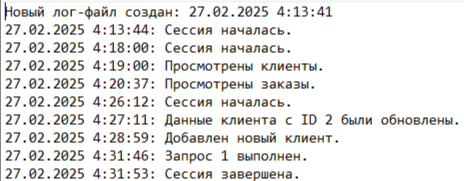 Новый лог-файл создан: 27.02.2025 4:13:41
27.02.2025 4:13:44: Сессия началась.
27.02.2025 4:18:00: Сессия началась.
27.02.2025 4:19:00: Просмотрены клиенты.
27.02.2025 4:20:37: Просмотрены заказы.
27.02.2025 4:26:12: Сессия началась.
27.02.2025 4:27:11: Данные клиента с ID 2 были обновлены.
27.02.2025 4:28:59: Добавлен новый клиент.
27.02.2025 4:31:46: Запрос 1 выполнен.
27.02.2025 4:31:53: Сессия завершена.